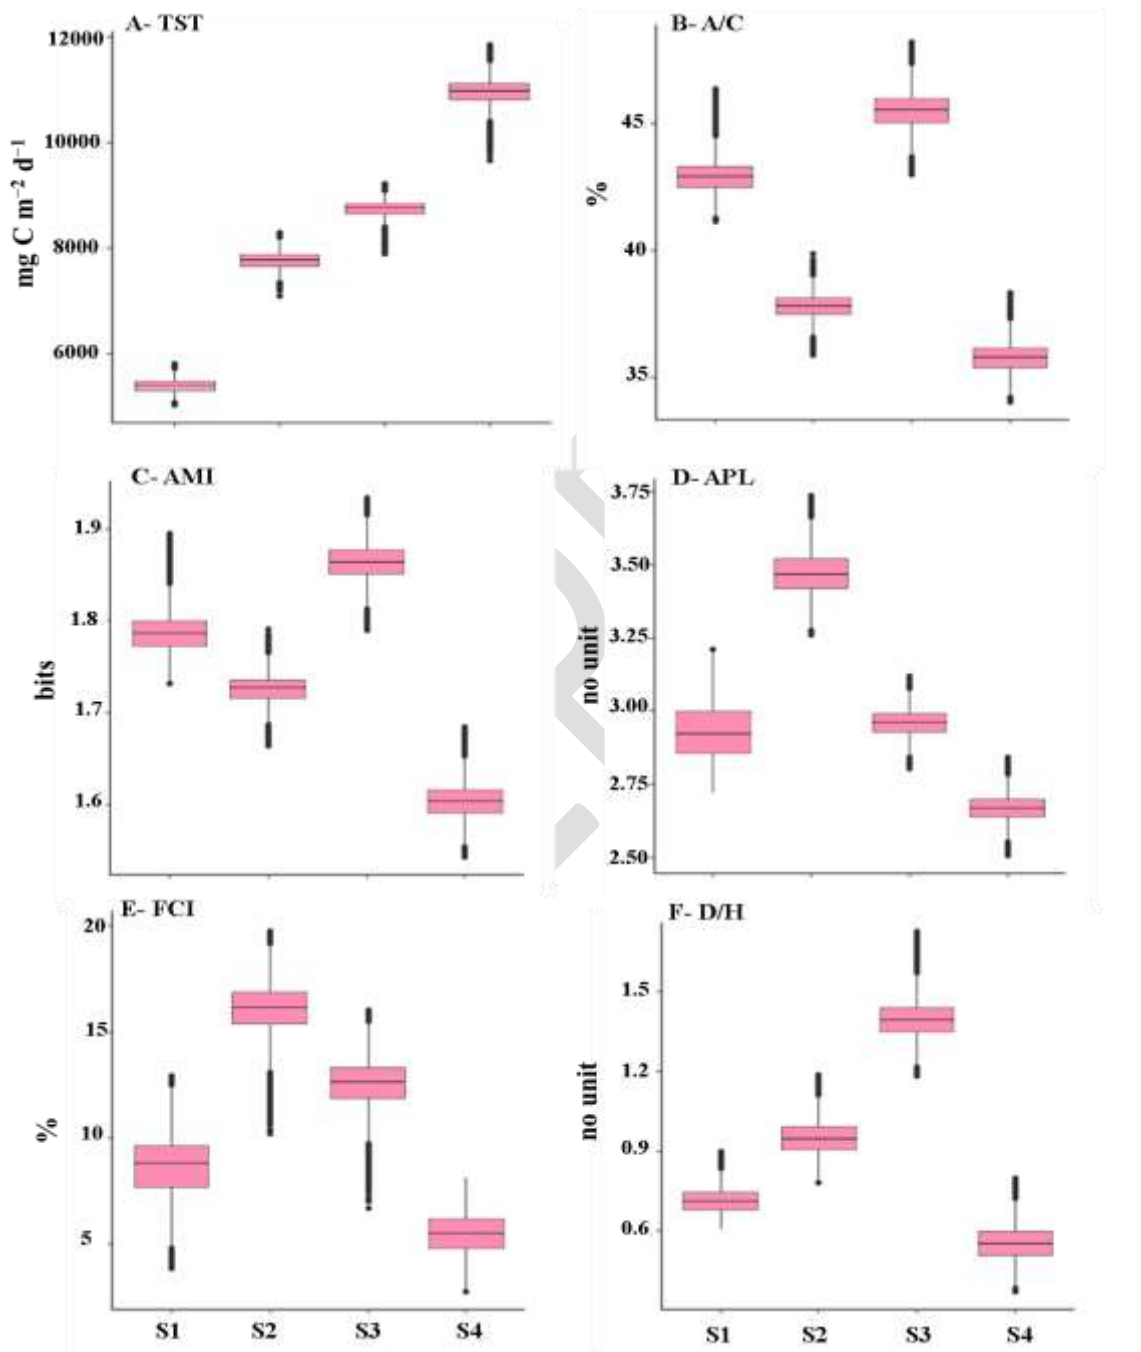 A- TST
12000
10000
8000
6000
mg C m⁻² d⁻¹
B- A/C
45
40
35
%
C- AMI
1.9
1.8
1.7
1.6
bits
D- APL
3.75
3.50
3.25
3.00
2.75
2.50
no unit
E- FCI
20
15
10
5
%
S1 S2 S3 S4
F- D/H
1.5
1.2
0.9
0.6
no unit
S1 S2 S3 S4